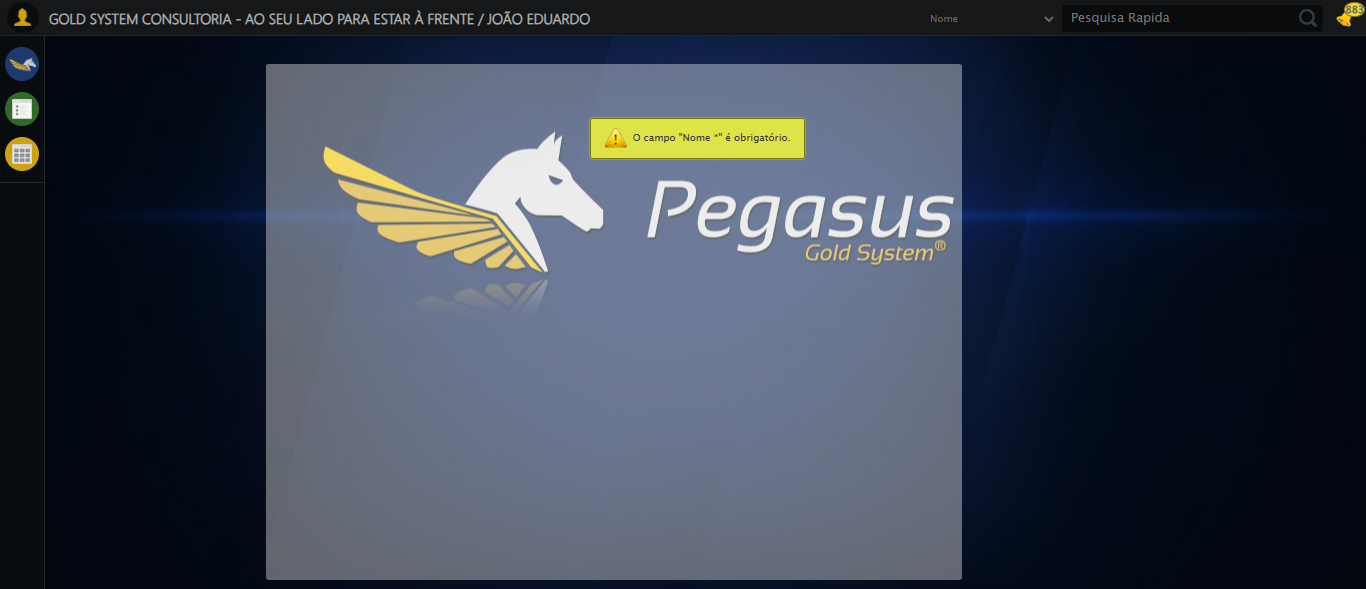 GOLD SYSTEM CONSULTORIA - AO SEU LADO PARA ESTAR À FRENTE / JOÃO EDUARDO
Nome
Pesquisa Rapida
883
O campo "Nome *" é obrigatório.
Pegasus
Gold System®